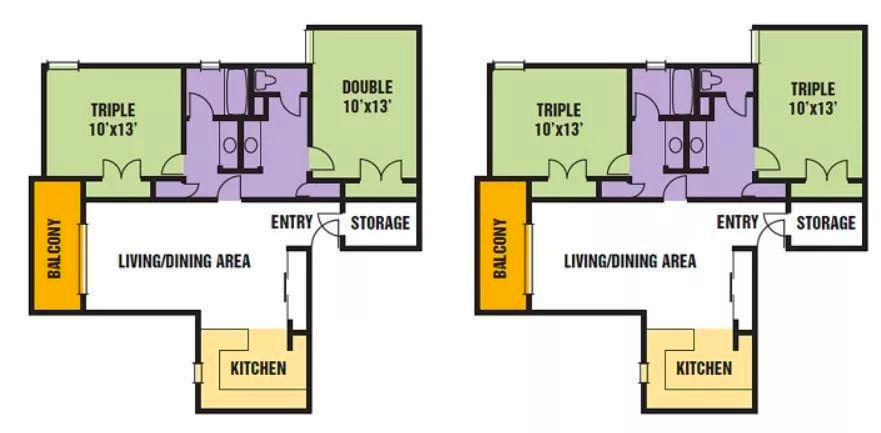 DOUBLE
10'x13'
TRIPLE
10'x13'
ENTRY
STORAGE
BALCONY
LIVING/DINING AREA
KITCHEN
TRIPLE
10'x13'
TRIPLE
10'x13'
ENTRY
STORAGE
BALCONY
LIVING/DINING AREA
KITCHEN